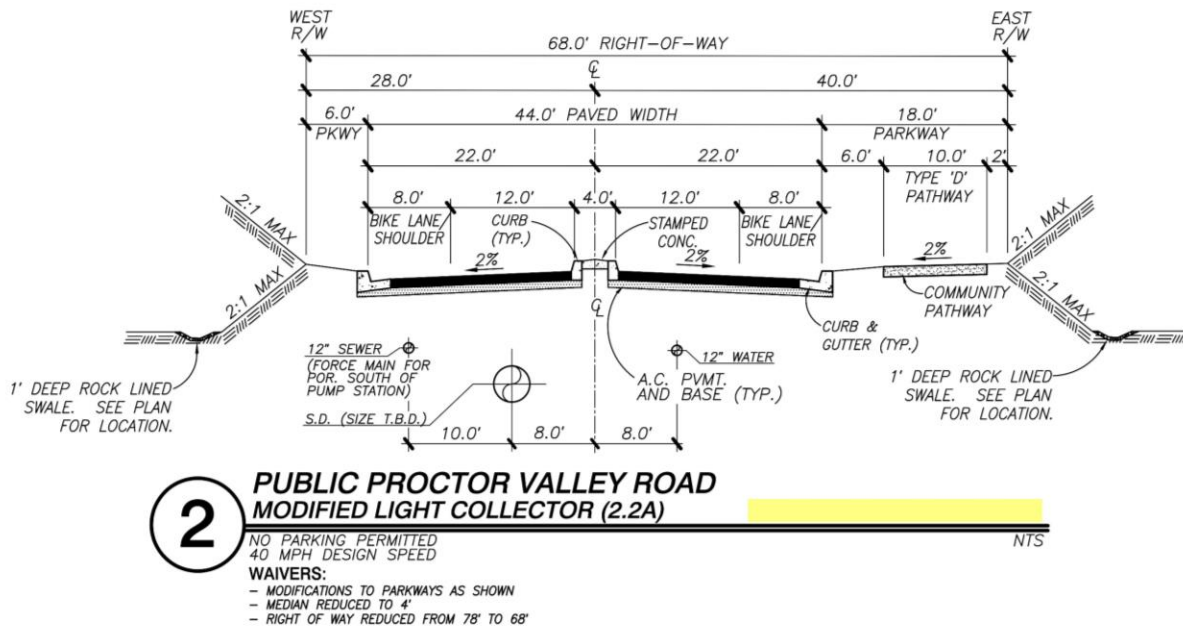 WEST
R/W
EAST
R/W
68.0' RIGHT-OF-WAY
℄
28.0'
40.0'
6.0'
PKWY
44.0' PAVED WIDTH
18.0'
PARKWAY
22.0'
22.0'
6.0'
10.0'
2'
TYPE 'D'
PATHWAY
8.0'
12.0'
4.0'
12.0'
8.0'
BIKE LANE/
SHOULDER
CURB
(TYP.)
STAMPED
CONC.
BIKE LANE/
SHOULDER
2:1 MAX
2%
2%
2%
2:1 MAX
2:1 MAX
2:1 MAX
COMMUNITY
PATHWAY
℄
CURB &
GUTTER (TYP.)
12" SEWER
(FORCE MAIN FOR
POR. SOUTH OF
PUMP STATION)
12" WATER
A.C. PVMT.
AND BASE (TYP.)
S.D. (SIZE T.B.D.)
1' DEEP ROCK LINED
SWALE. SEE PLAN
FOR LOCATION.
1' DEEP ROCK LINED
SWALE. SEE PLAN
FOR LOCATION.
10.0'
8.0'
8.0'
2
PUBLIC PROCTOR VALLEY ROAD
MODIFIED LIGHT COLLECTOR (2.2A)
NO PARKING PERMITTED
NTS
40 MPH DESIGN SPEED
WAIVERS:
- MODIFICATIONS TO PARKWAYS AS SHOWN
- MEDIAN REDUCED TO 4'
- RIGHT OF WAY REDUCED FROM 78' TO 68'